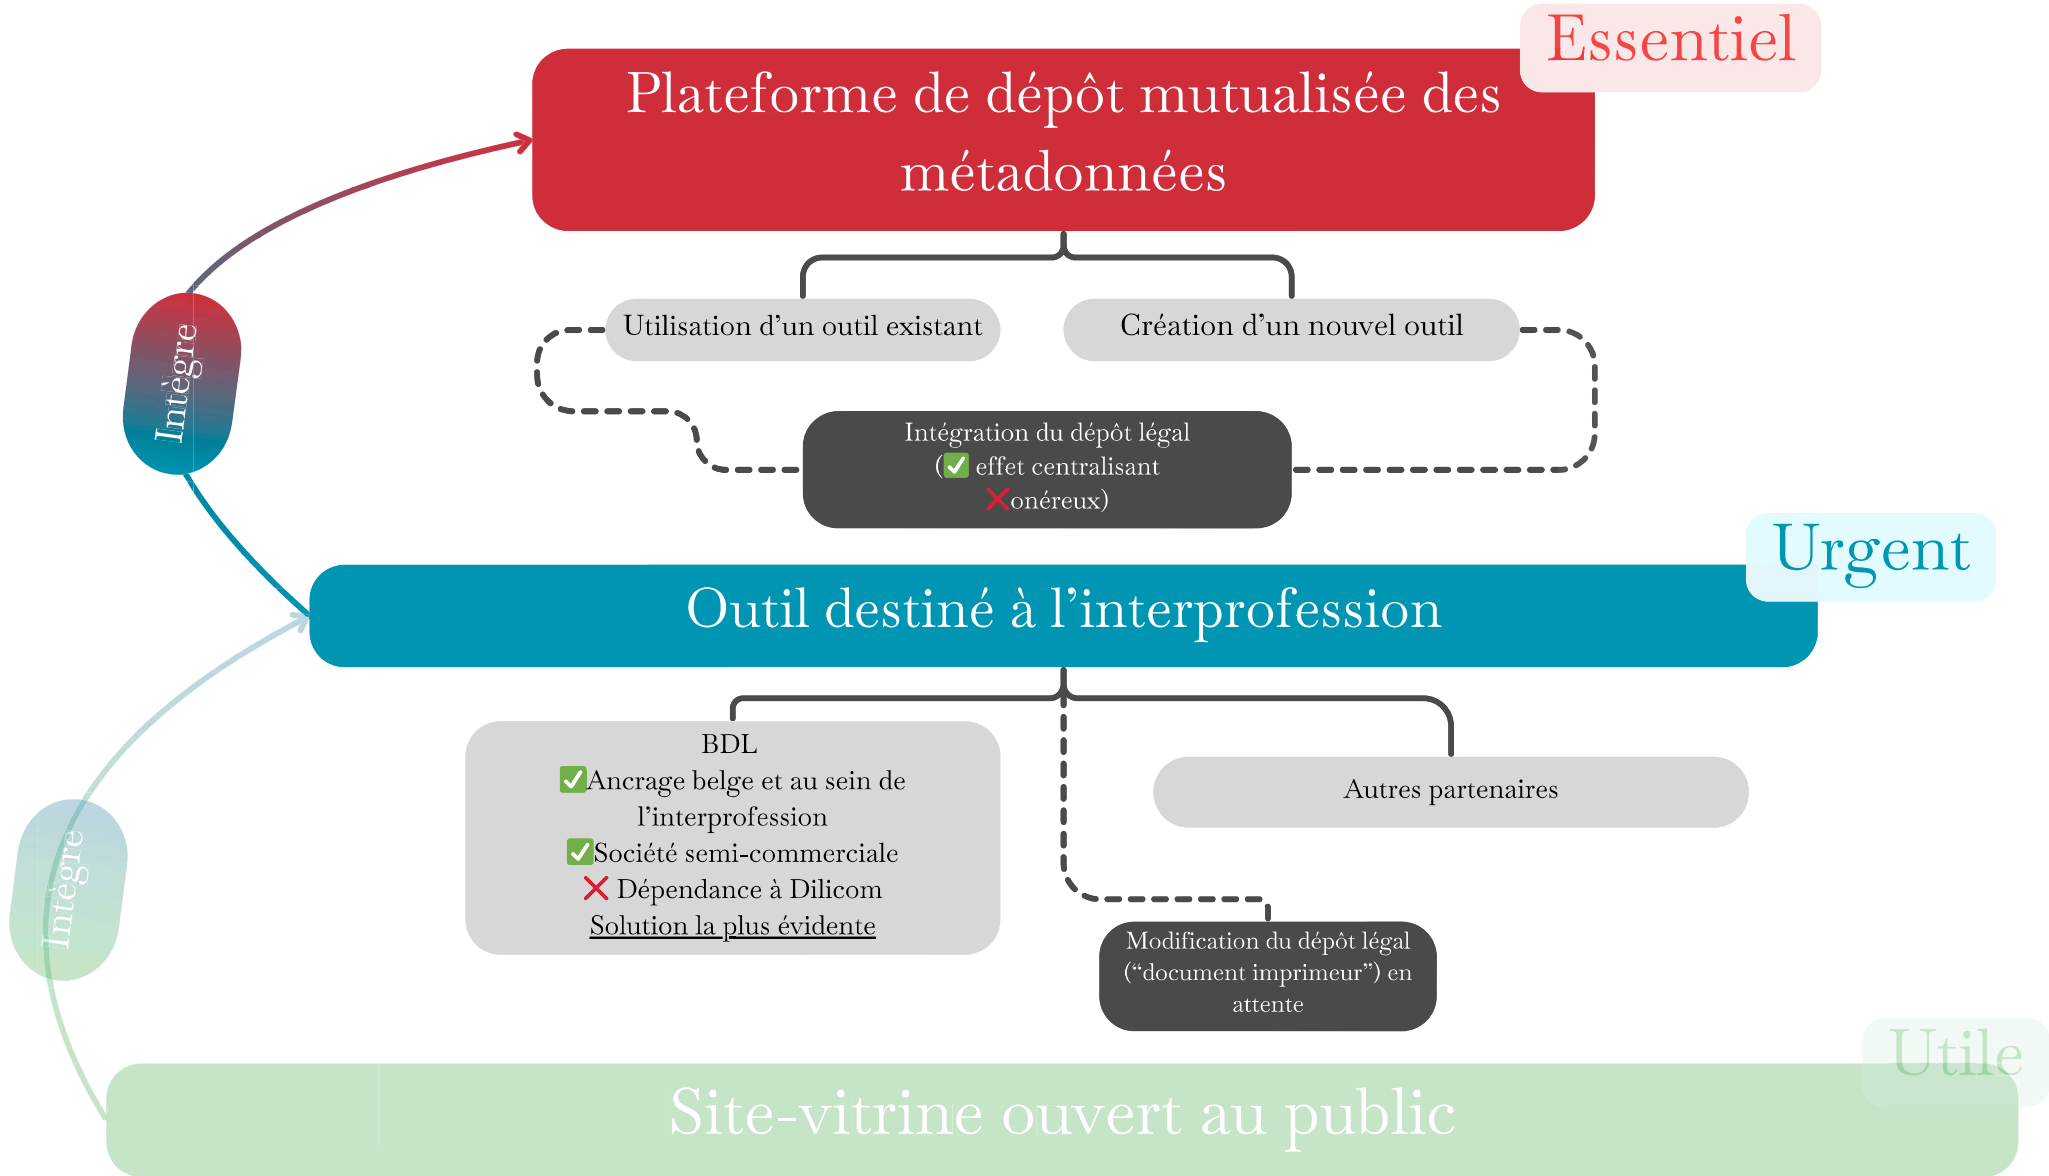 Essentiel
Plateforme de dépôt mutualisée des
métadonnées
Intègre
Utilisation d’un outil existant
Création d’un nouvel outil
Intégration du dépôt légal
(✅ effet centralisant
❌onéreux)
Urgent
Outil destiné à l’interprofession
BDL
✅Ancrage belge et au sein de
l’interprofession
✅Société semi-commerciale
❌ Dépendance à Dilicom
Solution la plus évidente
Autres partenaires
Intègre
Modification du dépôt légal
(“document imprimeur”) en
attente
Utile
Site-vitrine ouvert au public